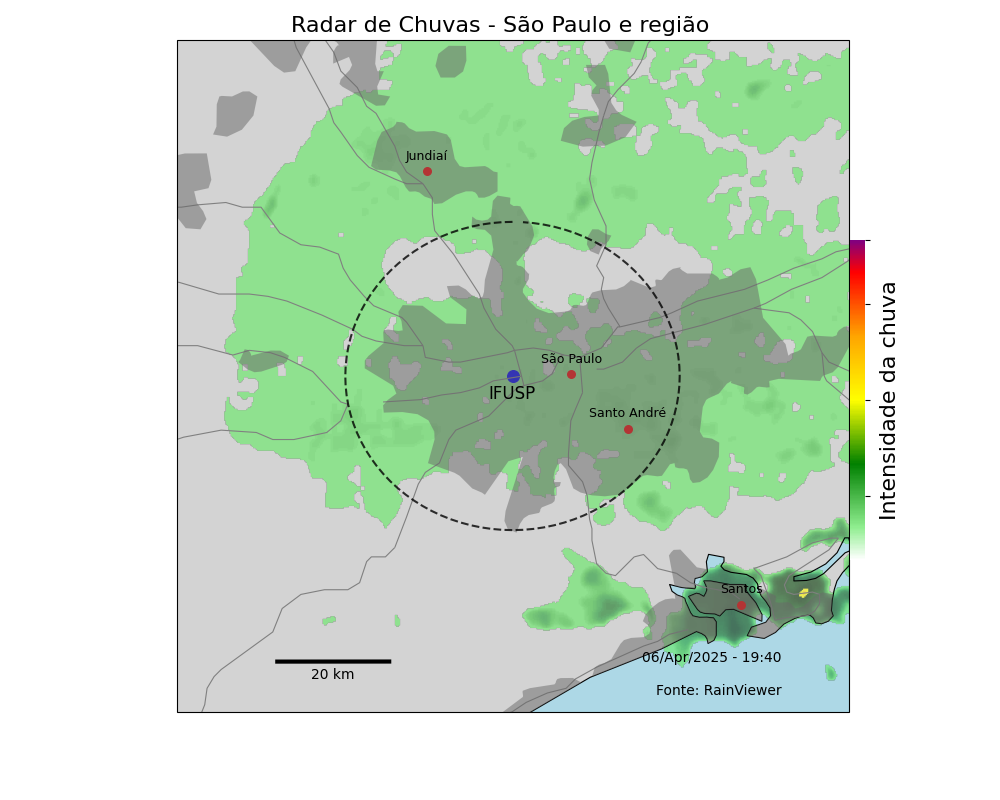 Radar de Chuvas - São Paulo e região
Jundiaí
São Paulo
IFUSP
Santo André
Intensidade da chuva
Santos
06/Apr/2025 - 19:40
20 km
Fonte: RainViewer